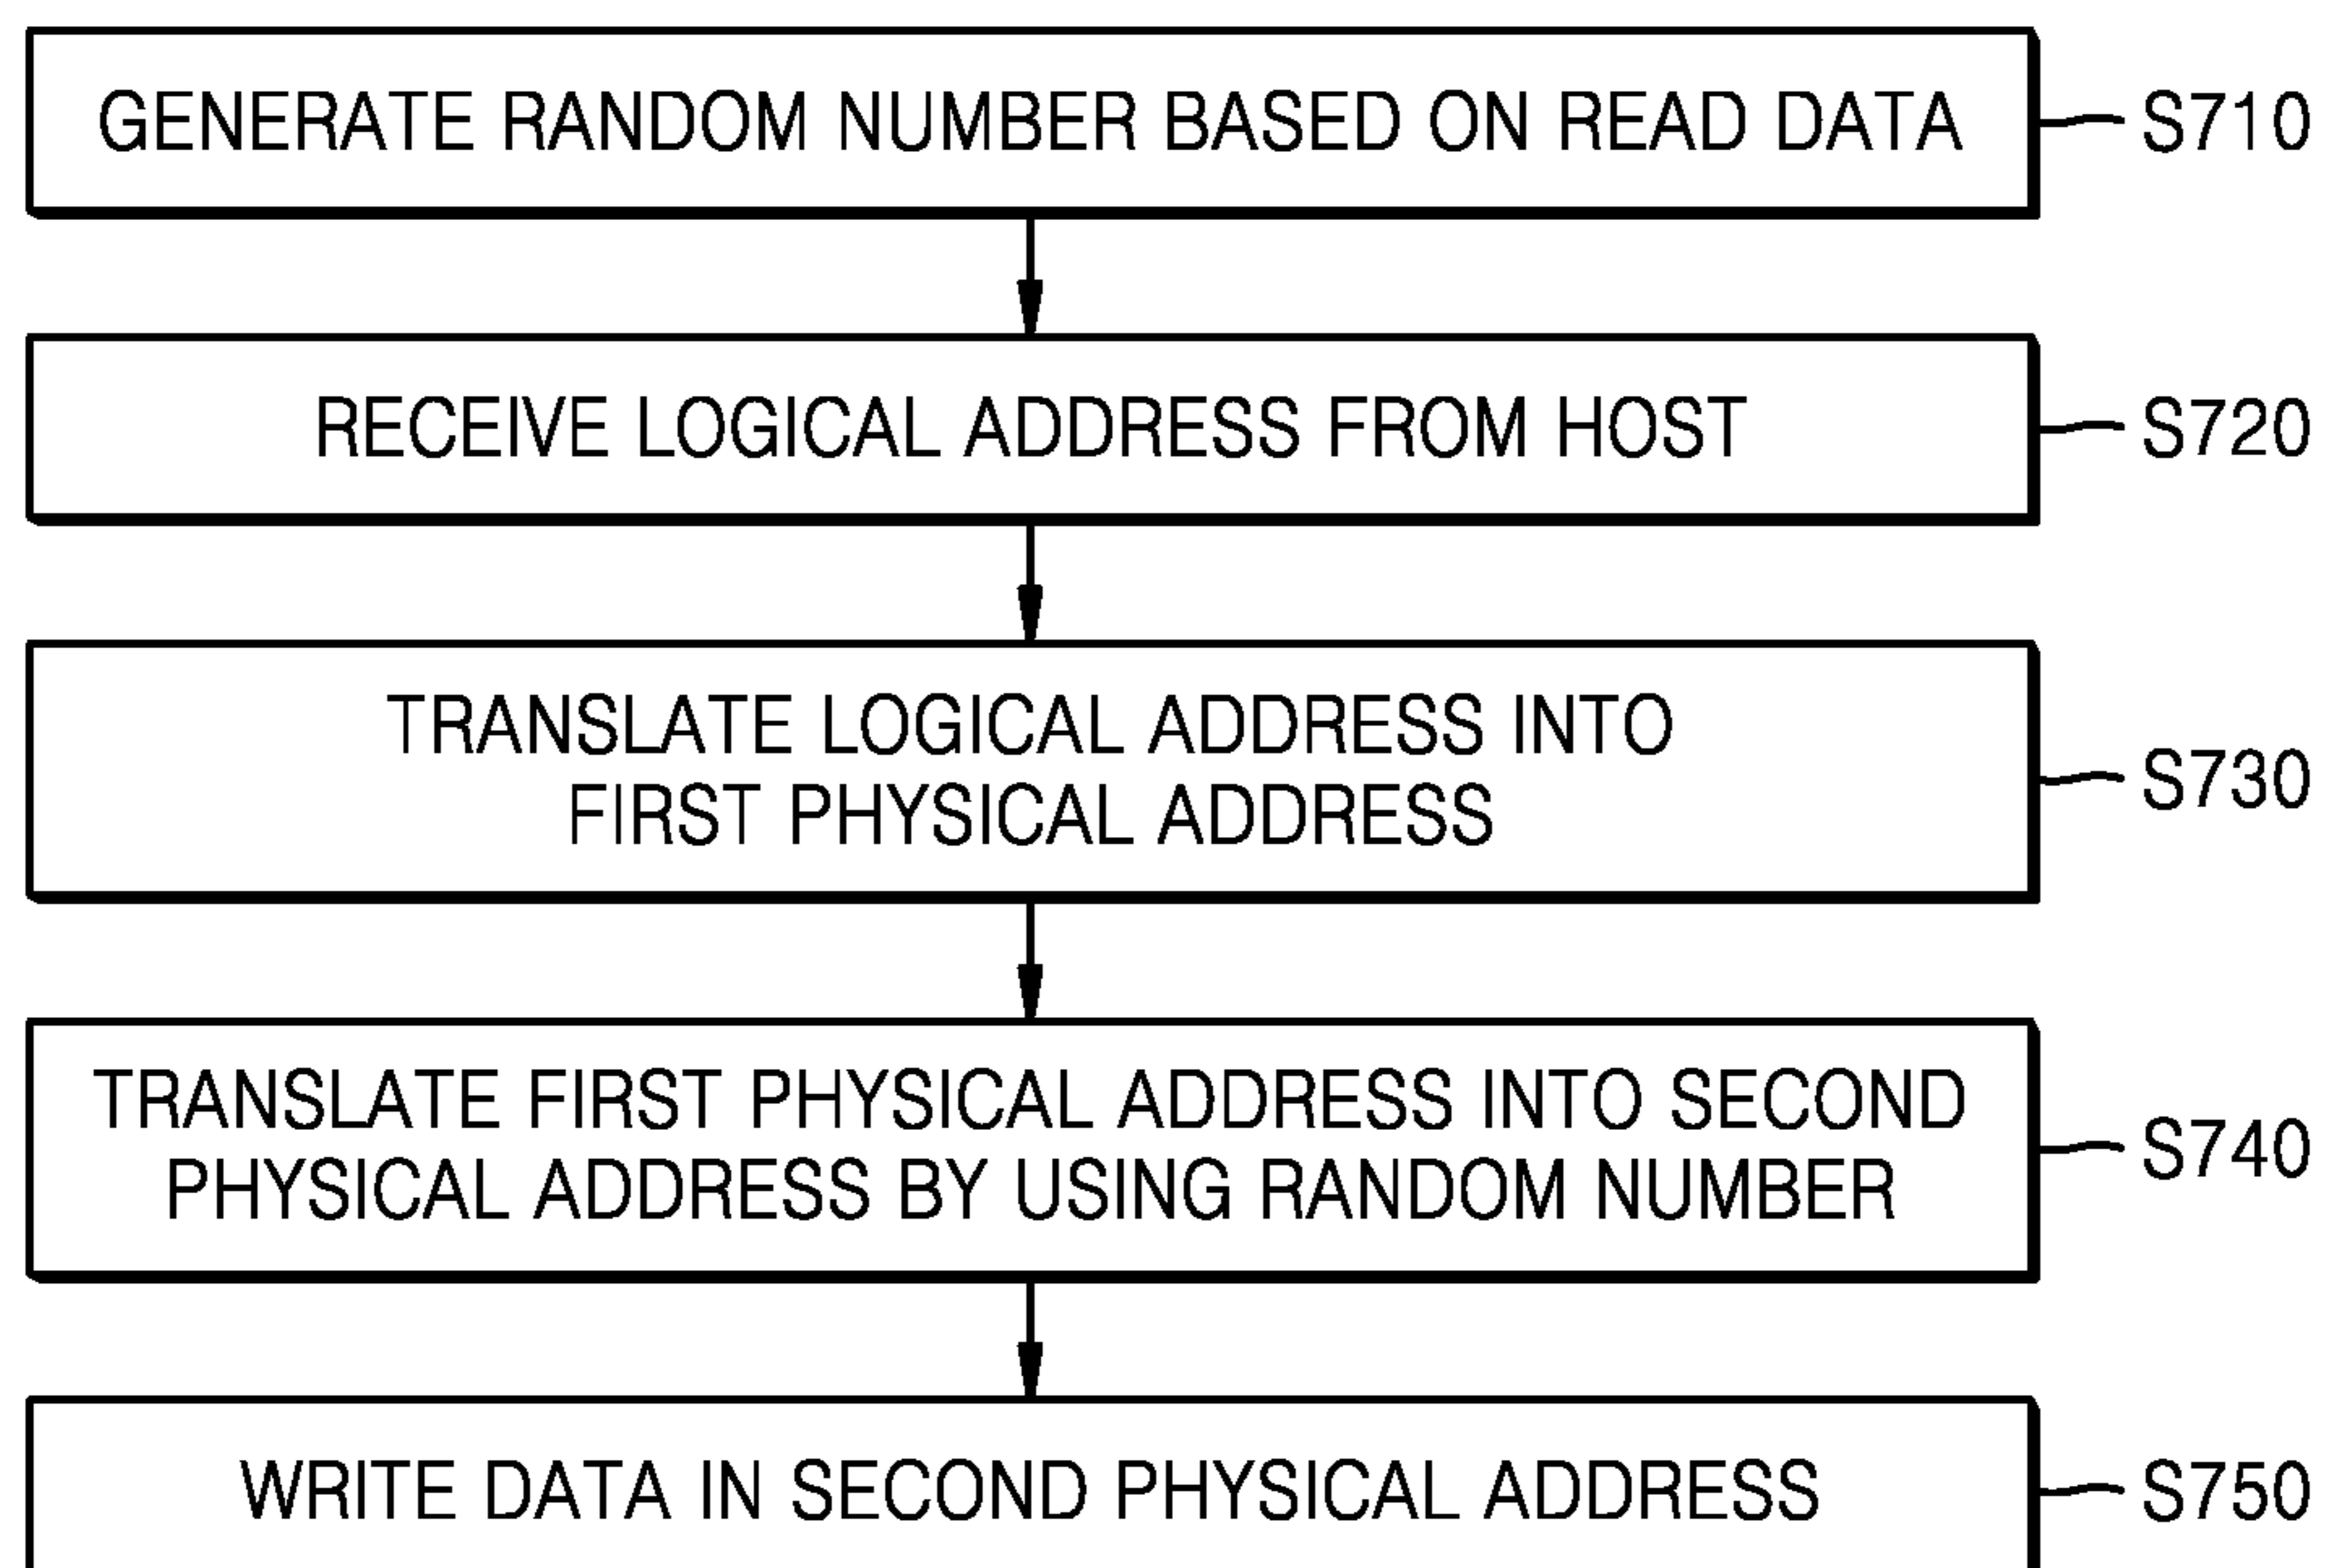 GENERATE RANDOM NUMBER BASED ON READ DATA
S710
RECEIVE LOGICAL ADDRESS FROM HOST
S720
TRANSLATE LOGICAL ADDRESS INTO
FIRST PHYSICAL ADDRESS
S730
TRANSLATE FIRST PHYSICAL ADDRESS INTO SECOND
PHYSICAL ADDRESS BY USING RANDOM NUMBER
S740
WRITE DATA IN SECOND PHYSICAL ADDRESS
S750